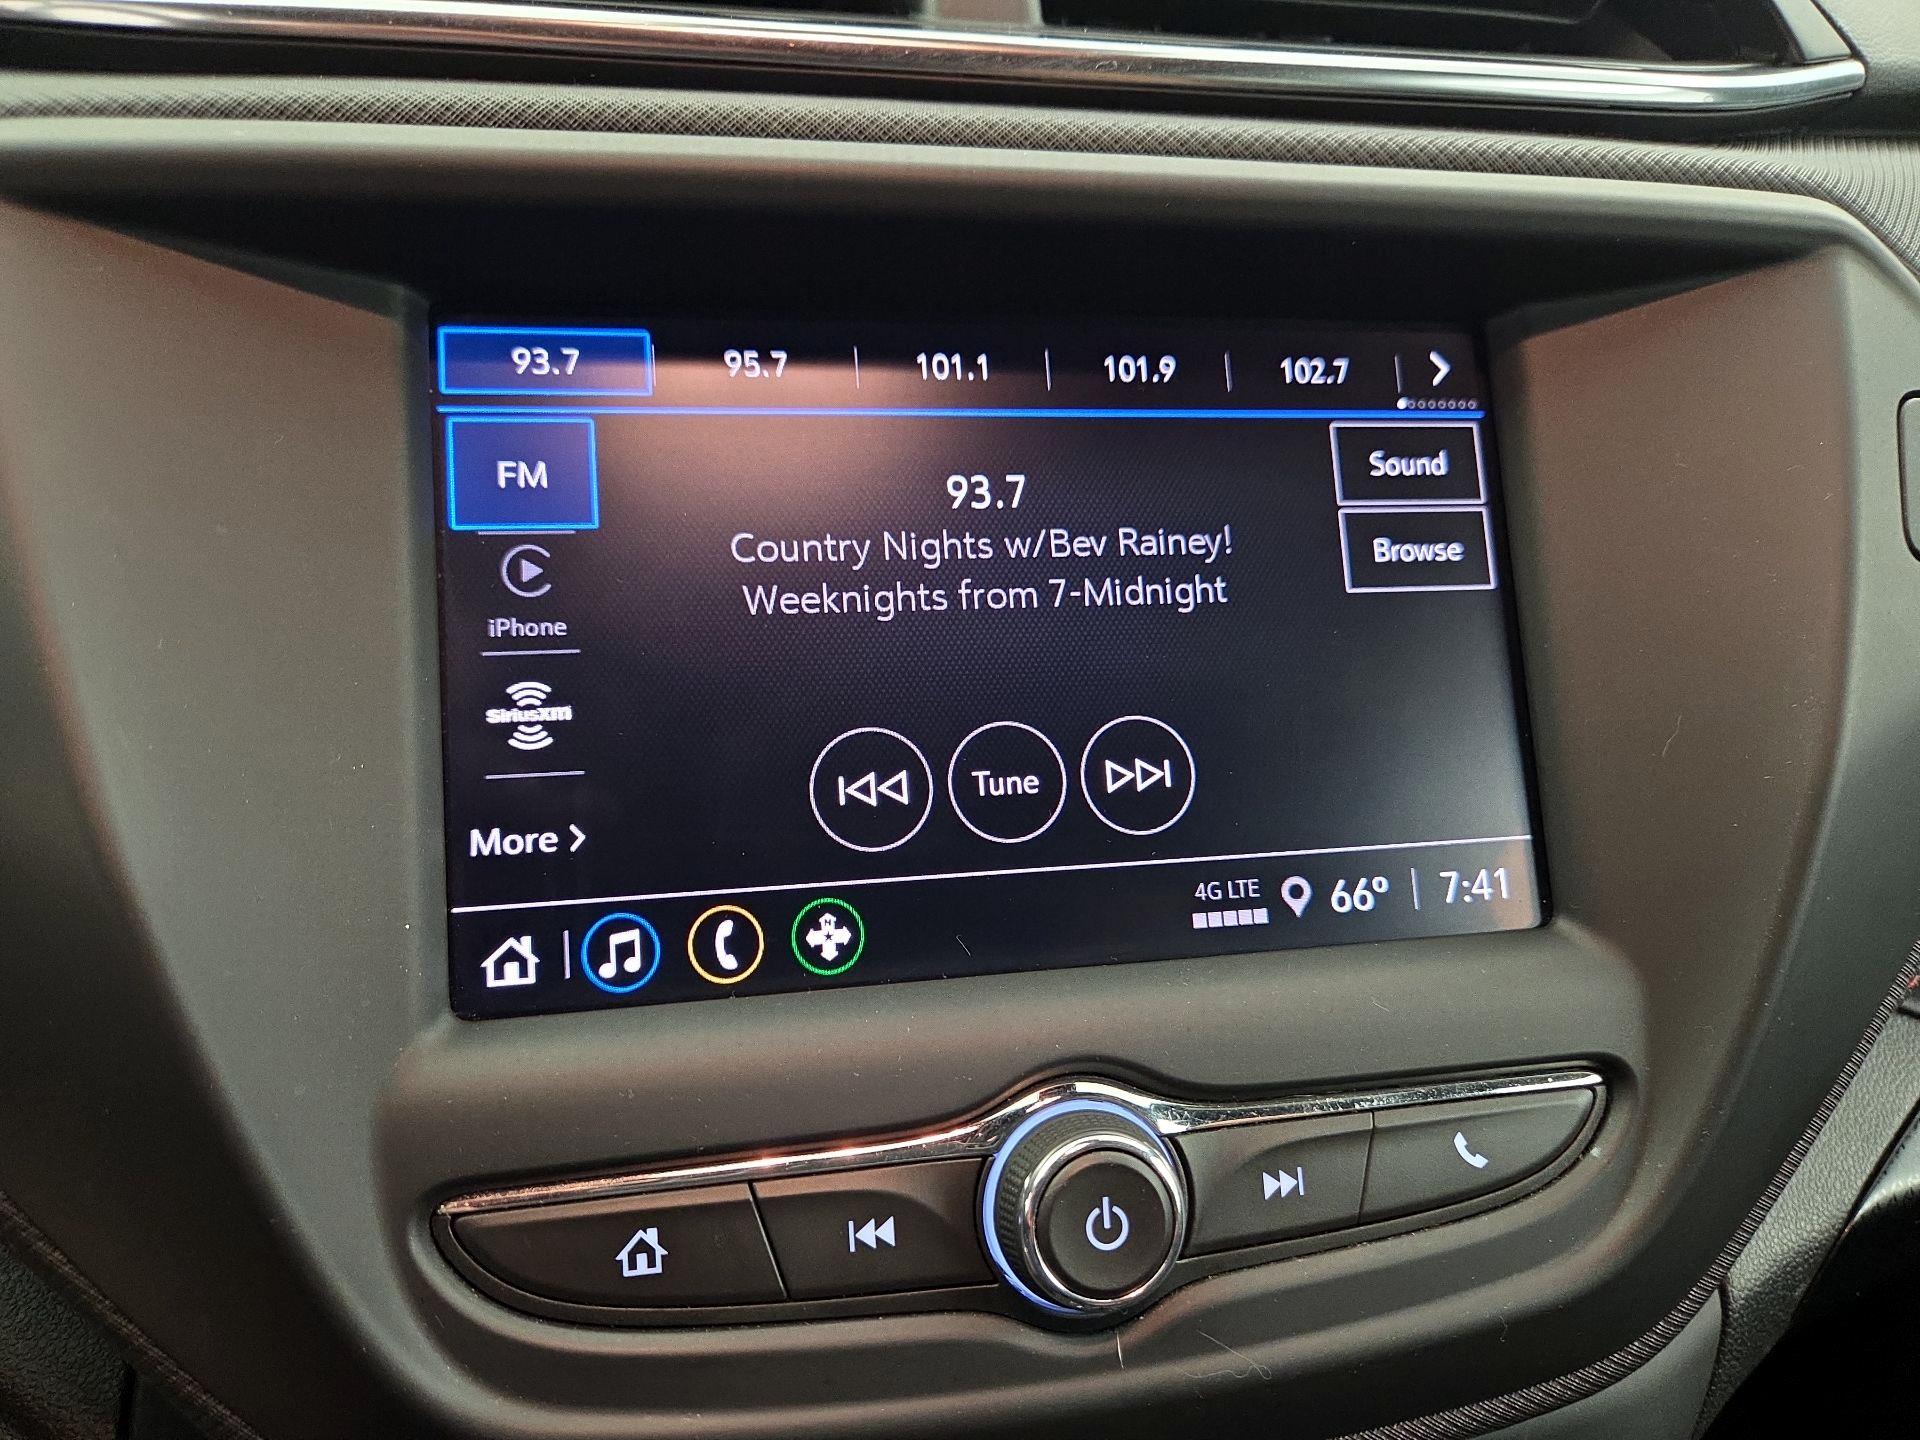 93.7 95.7 101.1 101.9 102.7
FM
93.7
Sound
Country Nights w/Bev Rainey!
Browse
Weeknights from 7-Midnight
iPhone
SiriusXm
Tune
More
4G LTE 66° 7:41
N